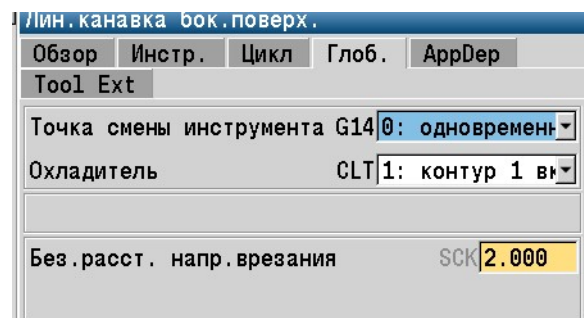 Лин.канавка бок.поверх.
Обзор Инстр. Цикл Глоб. AppDep
Tool Ext
Точка смены инструмента G14 0: одновременн
Охладитель CLT 1: контур 1 вк
Без.расст. напр.врезания SCK 2.000